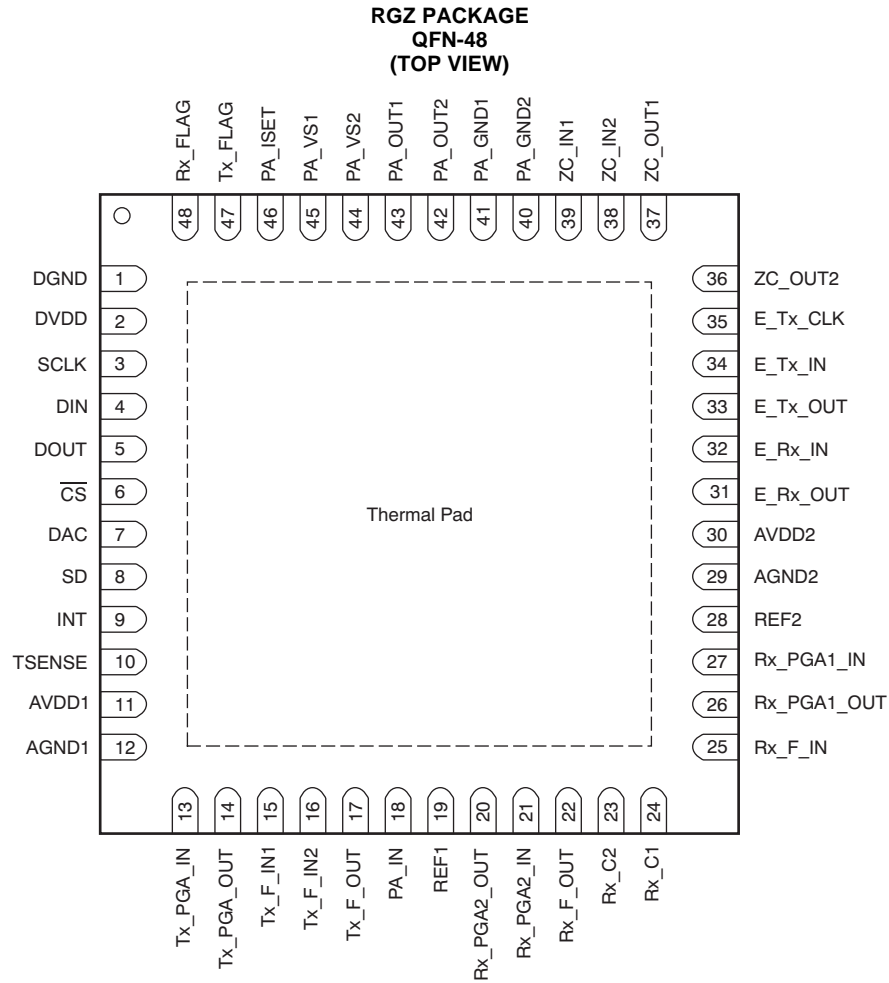 RGZ PACKAGE
QFN-48
(TOP VIEW)
Rx_FLAG
Tx_FLAG
PA_ISET
PA_VS1
PA_VS2
PA_OUT1
PA_OUT2
PA_GND1
PA_GND2
ZC_IN1
ZC_IN2
ZC_OUT1
48
47
46
45
44
43
42
41
40
39
38
37
DGND 1
DVDD 2
SCLK 3
DIN 4
DOUT 5
CS 6
DAC 7
SD 8
INT 9
TSENSE 10
AVDD1 11
AGND1 12
Thermal Pad
36 ZC_OUT2
35 E_Tx_CLK
34 E_Tx_IN
33 E_Tx_OUT
32 E_Rx_IN
31 E_Rx_OUT
30 AVDD2
29 AGND2
28 REF2
27 Rx_PGA1_IN
26 Rx_PGA1_OUT
25 Rx_F_IN
13
14
15
16
17
18
19
20
21
22
23
24
Tx_PGA_IN
Tx_PGA_OUT
Tx_F_IN1
Tx_F_IN2
Tx_F_OUT
PA_IN
REF1
Rx_PGA2_OUT
Rx_PGA2_IN
Rx_F_OUT
Rx_C2
Rx_C1